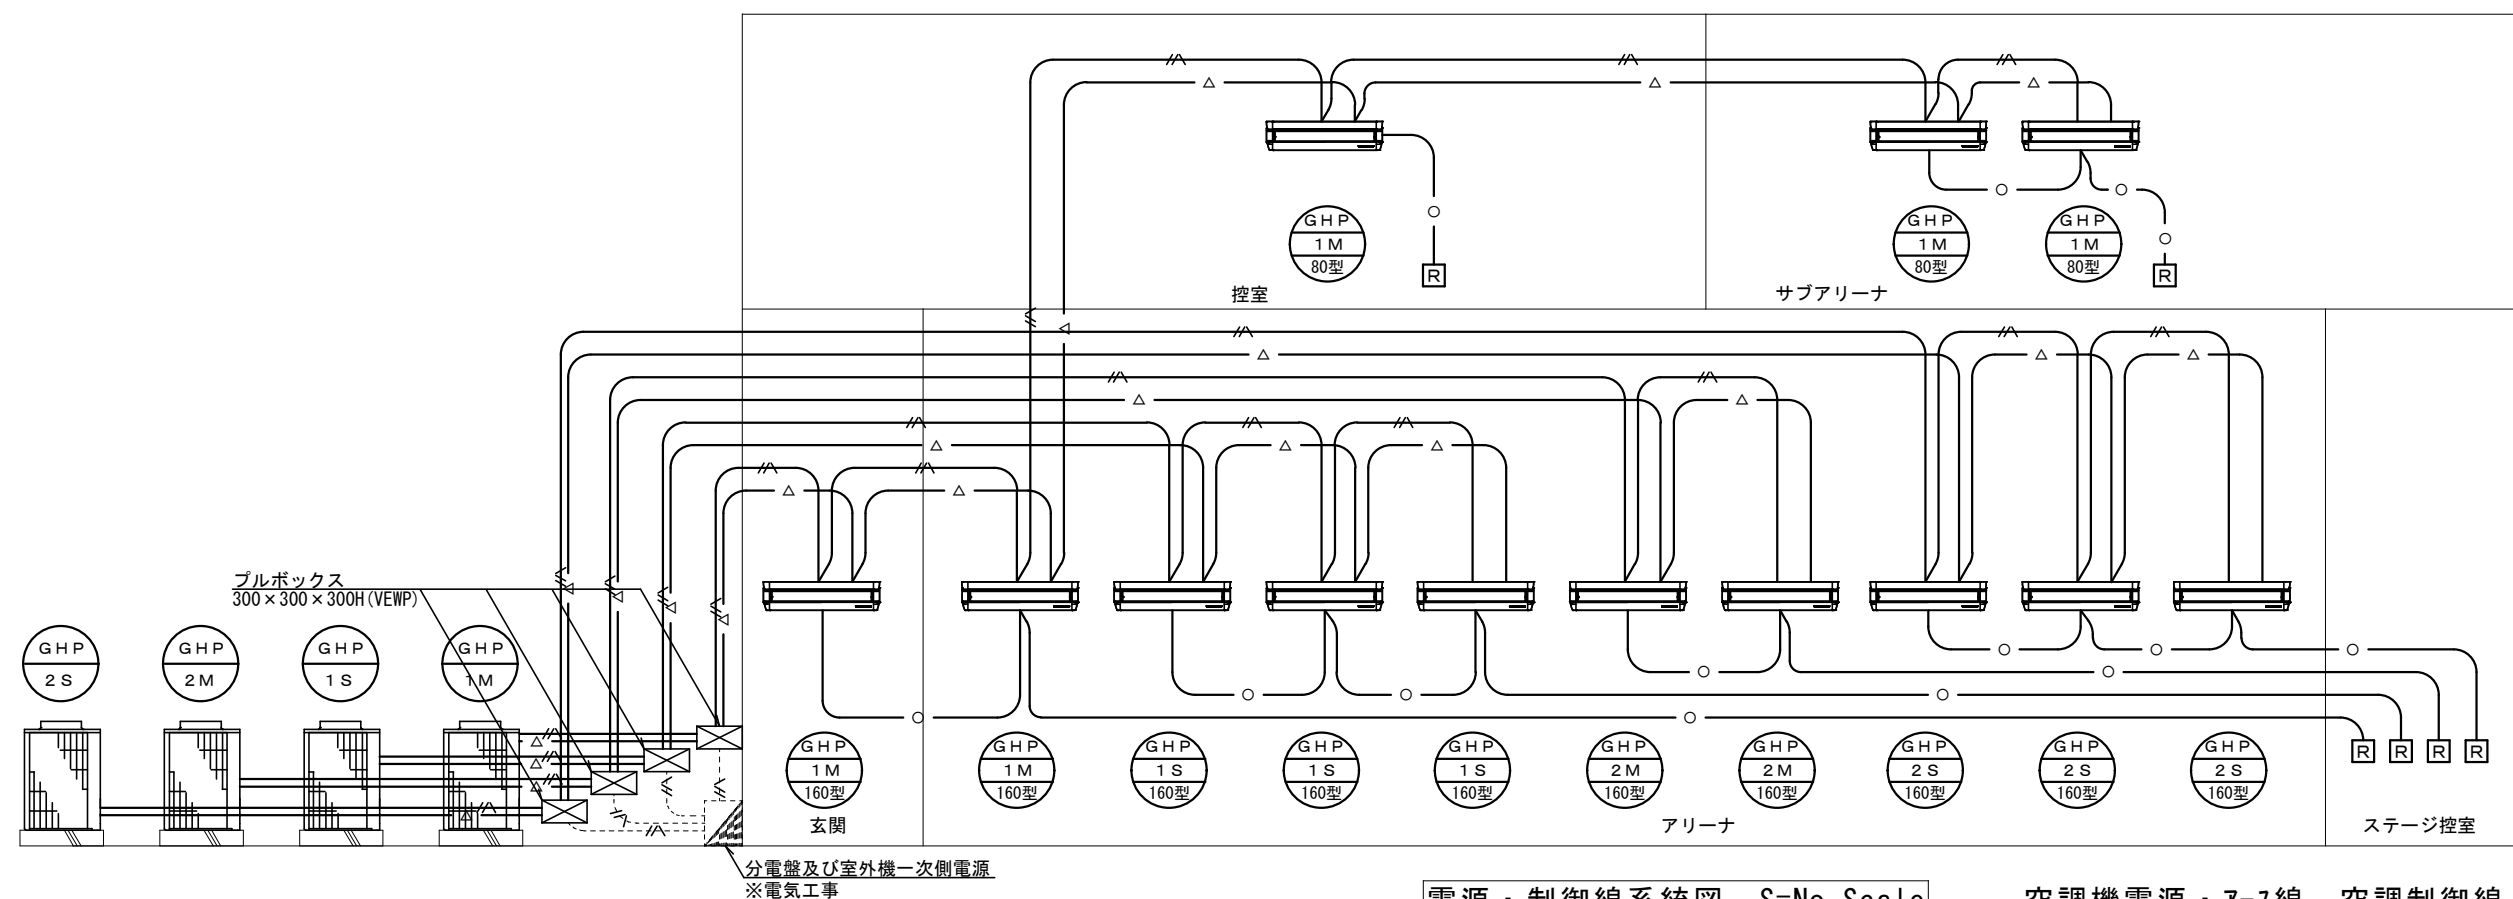 GHP
1M
80型
R
GHP
1M
80型
GHP
1M
80型
R
控室
サブアリーナ
プルボックス
300×300×300H(VEWP)
GHP
2S
GHP
2M
GHP
1S
GHP
1M
GHP
1M
160型
GHP
1M
160型
GHP
1S
160型
GHP
1S
160型
GHP
1S
160型
GHP
2M
160型
GHP
2M
160型
GHP
2S
160型
GHP
2S
160型
GHP
2S
160型
R
R
R
R
玄関
アリーナ
ステージ控室
分電盤及び室外機一次側電源
※電気工事
電源・制御線系統図 S=No Scale
空調機電源・アース線 空調制御線